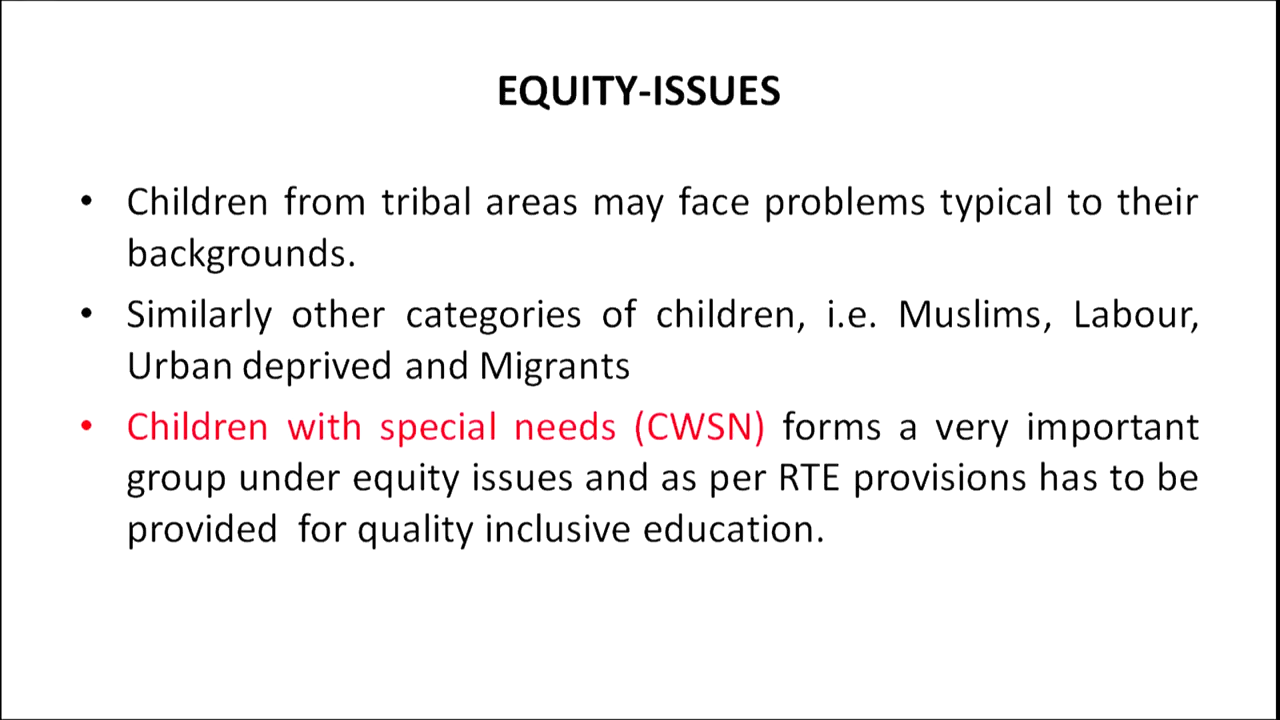 EQUITY-ISSUES
• Children from tribal areas may face problems typical to their
backgrounds.
• Similarly other categories of children, i.e. Muslims, Labour,
Urban deprived and Migrants
• Children with special needs (CWSN) forms a very important
group under equity issues and as per RTE provisions has to be
provided  for quality inclusive education.